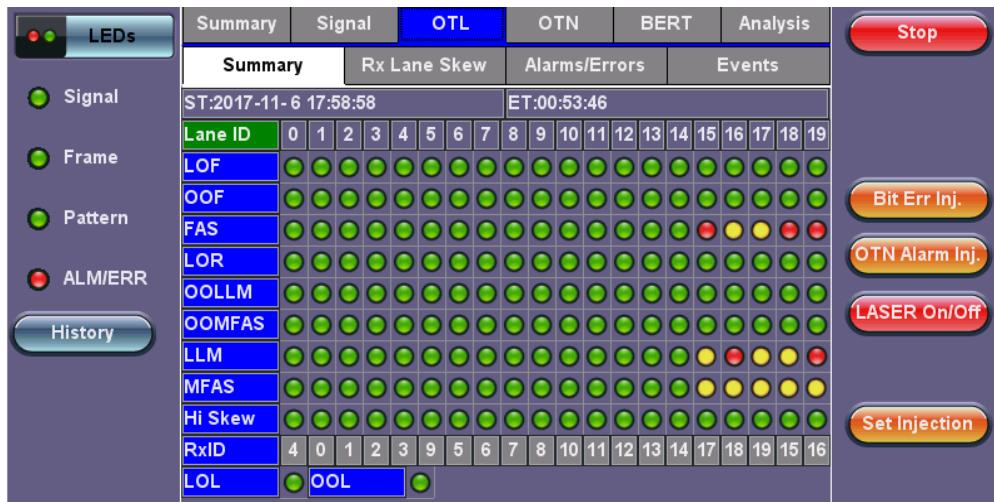 LEDs
Summary Signal OTL OTN BERT Analysis
Stop
Summary Rx Lane Skew Alarms/Errors Events
Signal
ST:2017-11- 6 17:58:58 ET:00:53:46
Lane ID 0 1 2 3 4 5 6 7 8 9 10 11 12 13 14 15 16 17 18 19
Frame
LOF
OOF
Bit Err Inj.
Pattern
FAS
LOR
OTN Alarm Inj.
ALM/ERR
OOLLM
OOMFAS
LASER On/Off
History
LLM
MFAS
Hi Skew
Set Injection
RxID 4 0 1 2 3 9 5 6 7 8 10 11 12 13 14 17 18 19 15 16
LOL OOL